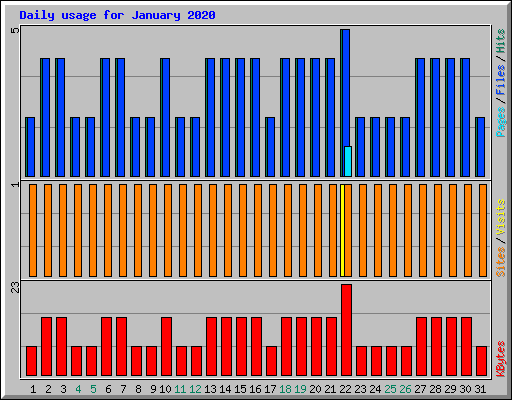 Daily usage for January 2020
5
Pages/Files/Hits
1
Sites/Visits
23
KBytes
1 2 3 4 5 6 7 8 9 10 11 12 13 14 15 16 17 18 19 20 21 22 23 24 25 26 27 28 29 30 31